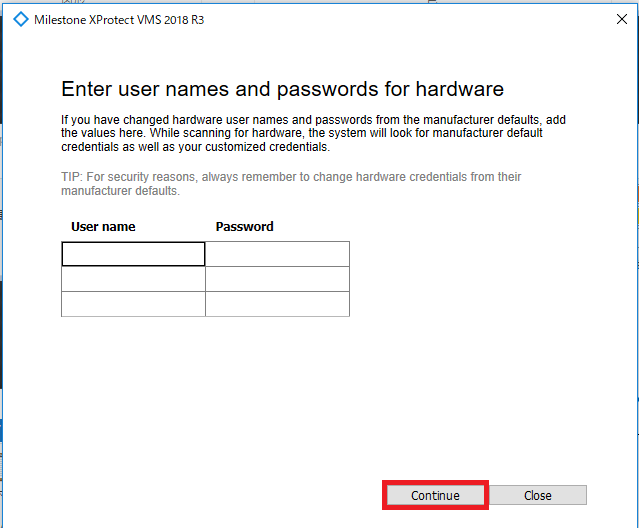 Milestone XProtect VMS 2018 R3
Enter user names and passwords for hardware
If you have changed hardware user names and passwords from the manufacturer defaults, add
the values here. While scanning for hardware, the system will look for manufacturer default
credentials as well as your customized credentials.
TIP: For security reasons, always remember to change hardware credentials from their
manufacturer defaults.
User name Password
Continue Close